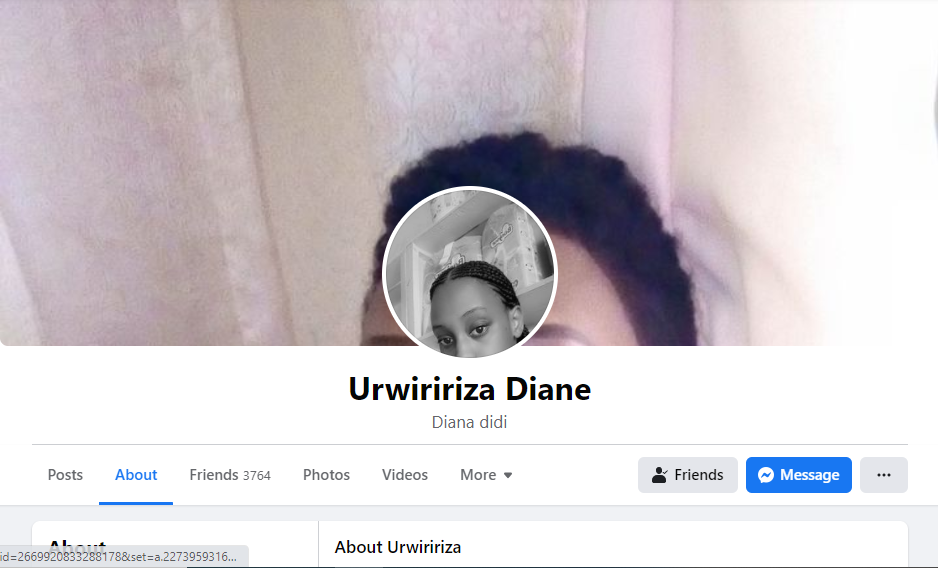 Urwiririza Diane
Diana didi
Posts About Friends 3764 Photos Videos More Friends Message
About About Urwiririza
id=2669920833288178&set=a.2273959316...